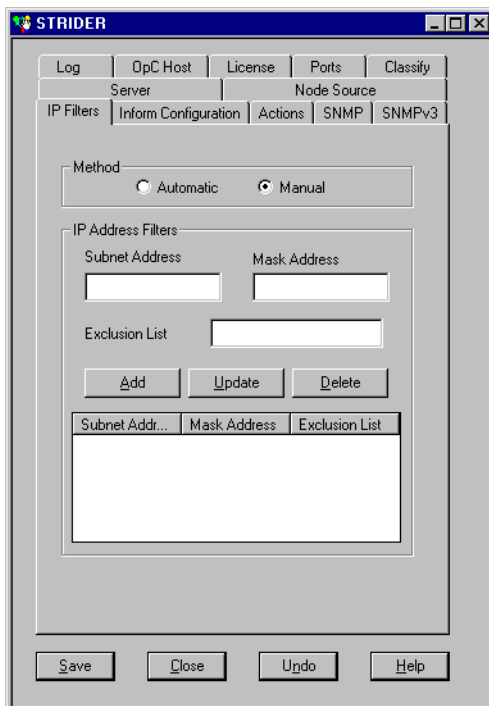 STRIDER
Log OpC Host License Ports Classify
Server Node Source
IP Filters Inform Configuration Actions SNMP SNMPv3
Method
Automatic Manual
IP Address Filters
Subnet Address Mask Address
Exclusion List
Add Update Delete
Subnet Addr... Mask Address Exclusion List
Save Close Undo Help